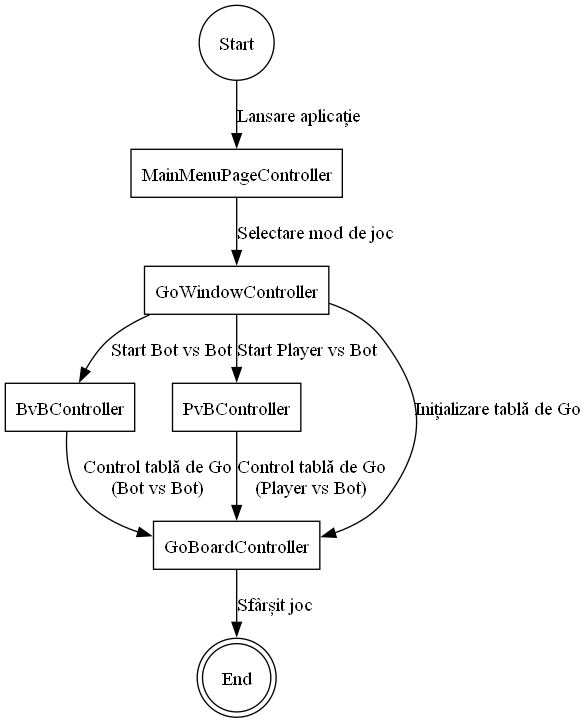 Start
Lansare aplicație
MainMenuPageController
Selectare mod de joc
GoWindowController
Start Bot vs Bot
Start Player vs Bot
BvBController
PvBController
Inițializare tablă de Go
Control tablă de Go
(Bot vs Bot)
Control tablă de Go
(Player vs Bot)
GoBoardController
Sfârșit joc
End